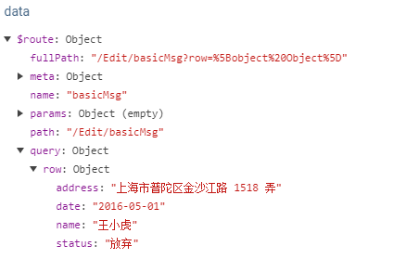 data
$route: Object
fullPath: "/Edit/basicMsg?row=%5Bobject%20Object%5D"
meta: Object
name: "basicMsg"
params: Object (empty)
path: "/Edit/basicMsg"
query: Object
row: Object
address: "上海市普陀区金沙江路 1518 弄"
date: "2016-05-01"
name: "王小虎"
status: "放弃"